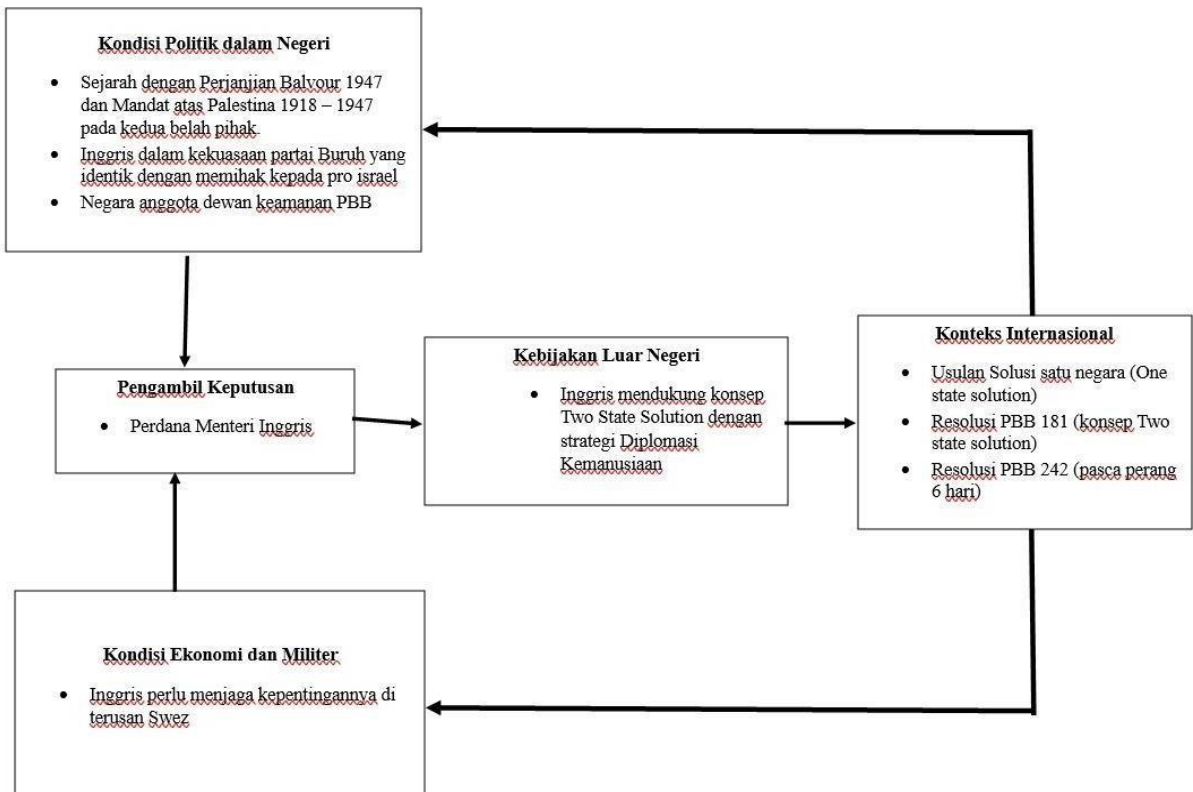 Kondisi Politik dalam Negeri
• Sejarah dengan Perjanjian Balvour 1947
dan Mandat atas Palestina 1918 – 1947
pada kedua belah pihak.
• Inggris dalam kekuasaan partai Buruh yang
identik dengan memihak kepada pro israel
• Negara anggota dewan keamanan PBB
Pengambil Keputusan
• Perdana Menteri Inggris
Kebijakan Luar Negeri
• Inggris mendukung konsep
Two State Solution dengan
strategi Diplomasi
Kemanusiaan
Konteks Internasional
• Usulan Solusi satu negara (One
state solution)
• Resolusi PBB 181 (konsep Two
state solution)
• Resolusi PBB 242 (pasca perang
6 hari)
Kondisi Ekonomi dan Militer
• Inggris perlu menjaga kepentingannya di
terusan Swez